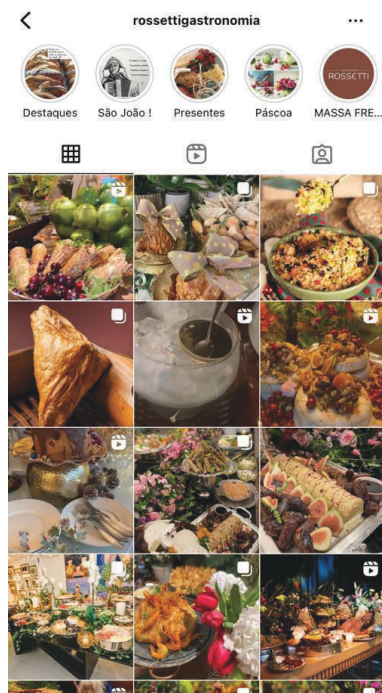 rossettigastronomia
ROSSETTI
Destaques
São João !
Presentes
Páscoa
MASSA FRE...